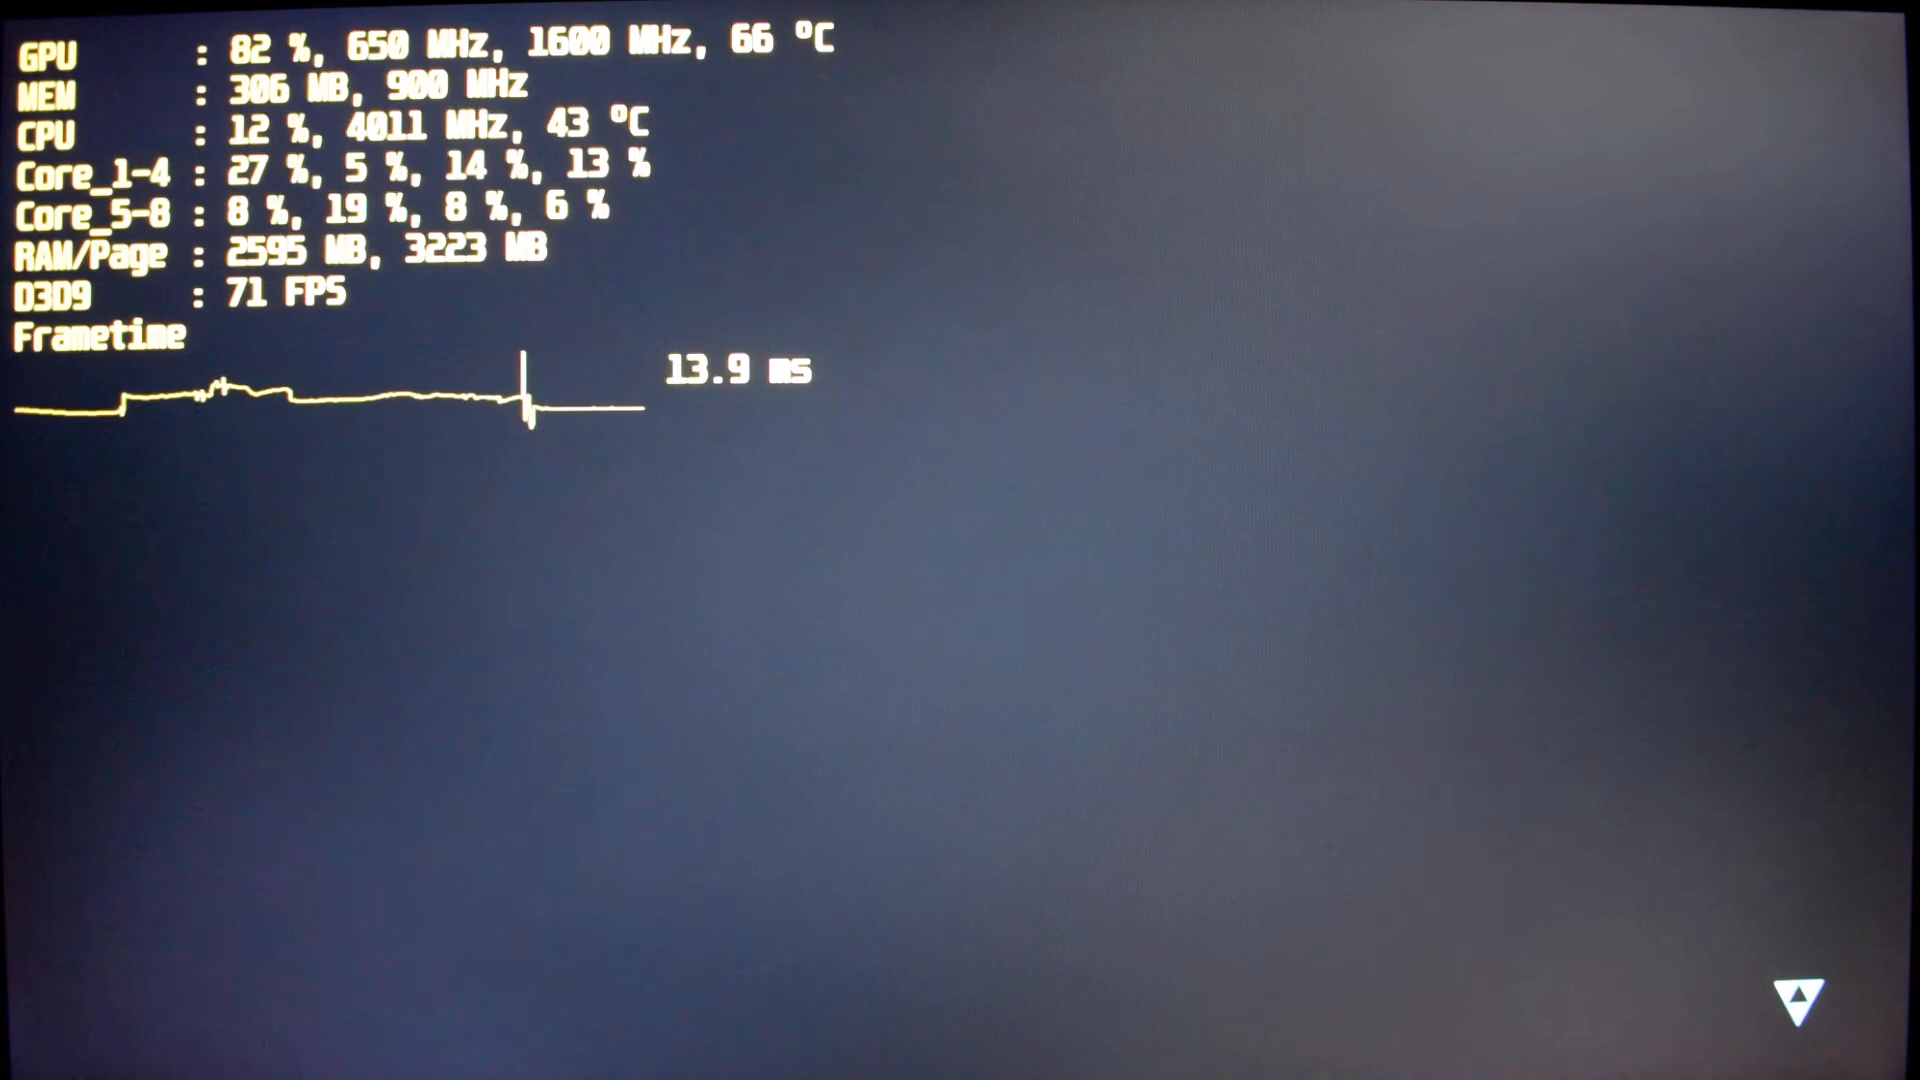 GPU : 82 %, 650 MHz, 1600 MHz, 66 ºC
MEM : 306 MB, 900 MHz
CPU : 12 %, 4011 MHz, 43 ºC
Core_1-4 : 27 %, 5 %, 14 %, 13 %
Core_5-8 : 8 %, 19 %, 8 %, 6 %
RAM/Page : 2595 MB, 3223 MB
D3D9 : 71 FPS
Frametime
13.9 ms